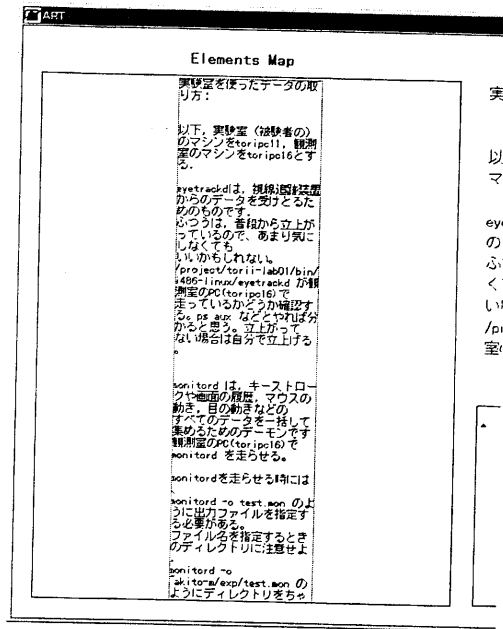 ART
Elements Map
実験室を使ったデータの取
り方：
以下，実験室（被験者の）
のマシンをtoripc11，観測
室のマシンをtoripc16とす
る．
eyetrackdは，視線追跡装置
からのデータを受けとるた
めのものです．
ふつうは，普段から立上が
っているので、あまり気に
しなくても
いいかもしれない。
/project/torii-lab01/bin/
i486-linux/eyetrackd が観
測室のPC(toripc16)で
走っているかどうか確認す
る。ps aux などとやれば分
かると思う。立上がって
ない場合は自分で立上げる
。
monitord は，キーストロー
クや画面の履歴，マウスの
動き，目の動きなどの
すべてのデータを一括して
集めるためのデーモンです
観測室のPC(toripc16)で
monitord を走らせる。
monitordを走らせる時には
、
monitord -o test.mon のよ
うに出力ファイルを指定す
る必要がある。
ファイル名を指定するとき
のディレクトリに注意せよ
．
monitord -o
~akito-m/exp/test.mon の
ようにディレクトリをちゃ
実
以
マ
eye
の
ふ
く
い
/p
室